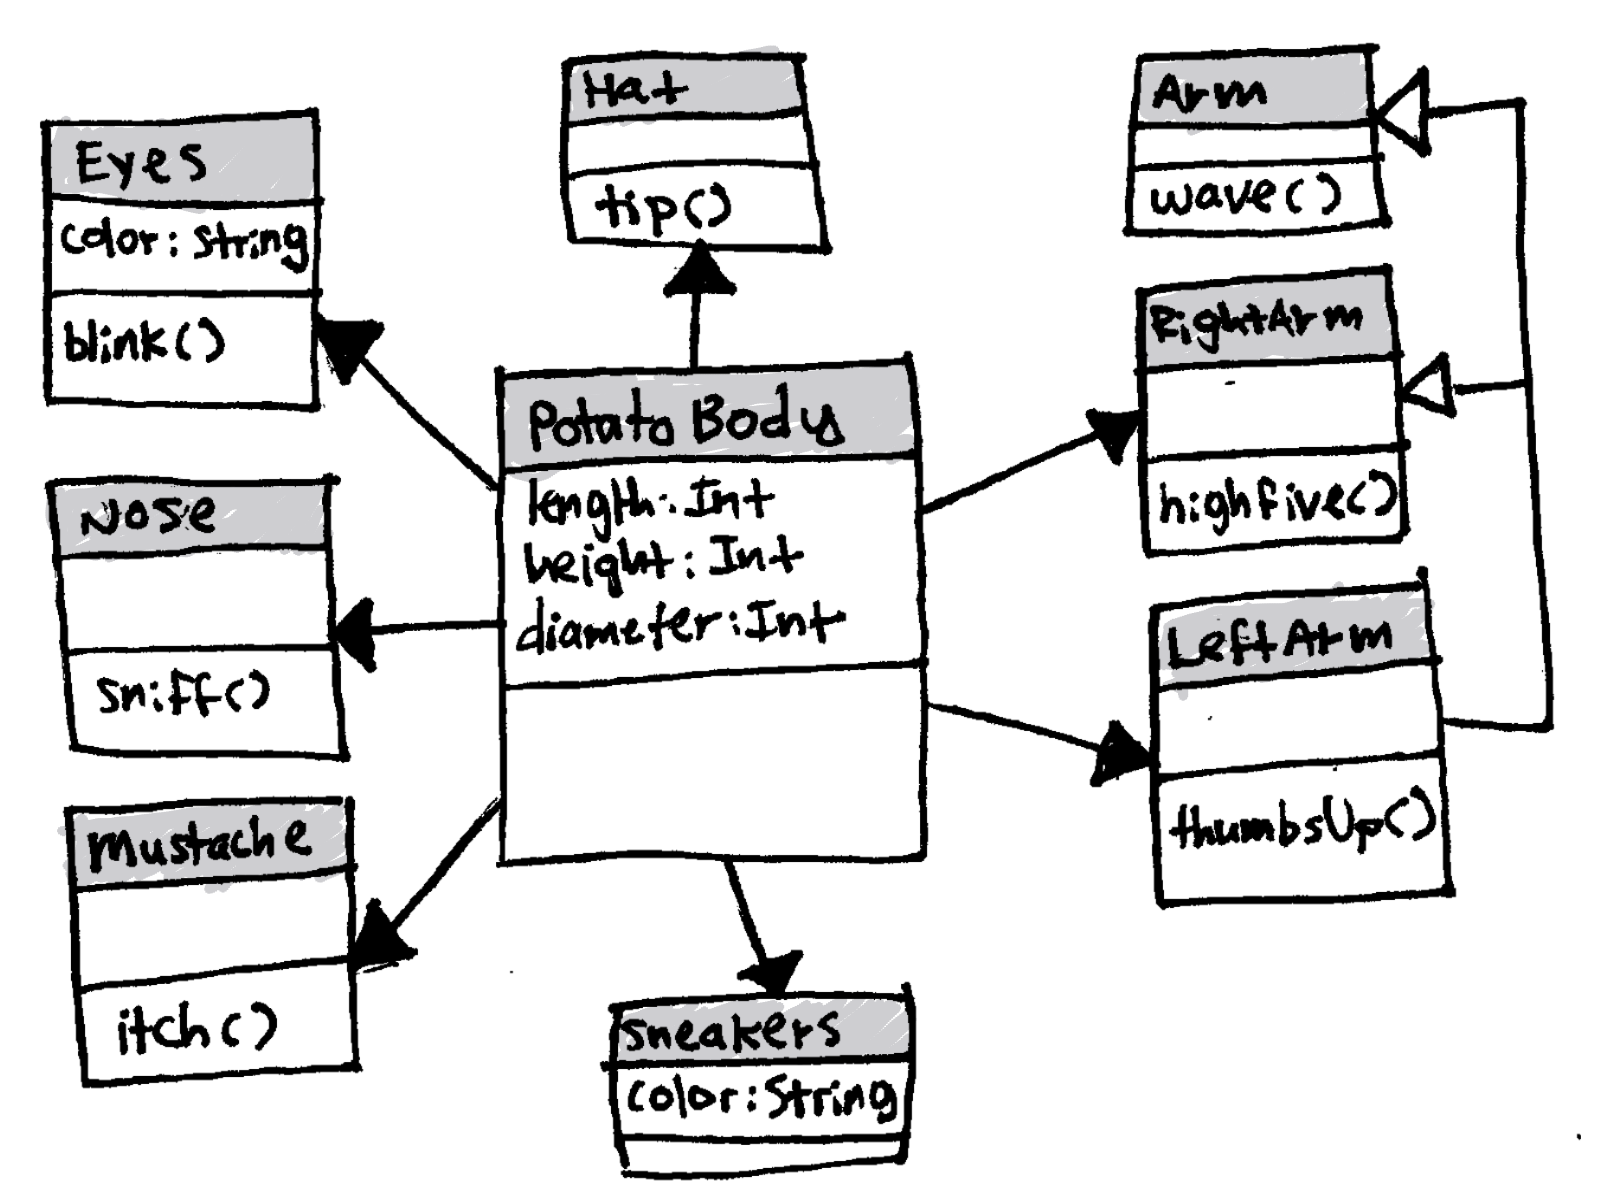 Hat
tip()
Arm
wave()
Eyes
color: String
blink()
RightArm
highfive()
Potato Body
length: Int
height: Int
diameter: Int
Nose
sniff()
LeftArm
thumbsUp()
Mustache
itch()
Sneakers
color: String